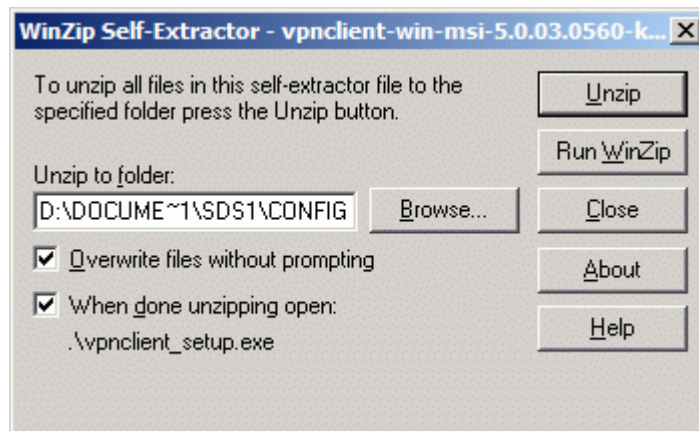 WinZip Self-Extractor - vpnclient-win-msi-5.0.03.0560-k...
To unzip all files in this self-extractor file to the
specified folder press the Unzip button.
Unzip to folder:
D:\DOCUME~1\SDS1\CONFIG
Browse...
Overwrite files without prompting
When done unzipping open:
.\vpnclient_setup.exe
Unzip
Run WinZip
Close
About
Help